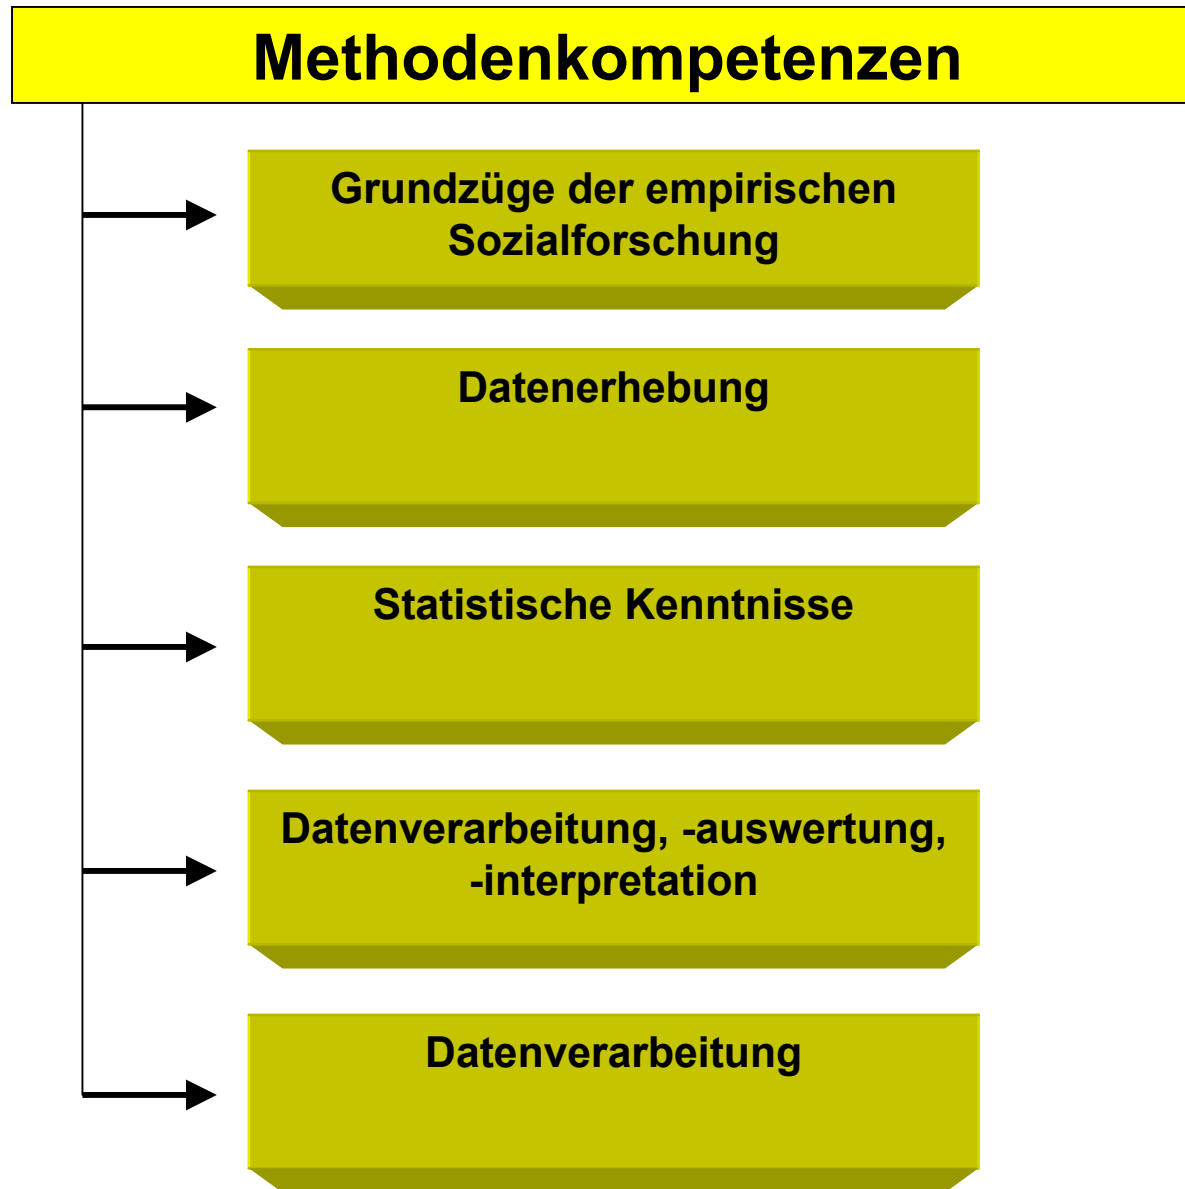 Methodenkompetenzen
Grundzüge der empirischen
Sozialforschung
Datenerhebung
Statistische Kenntnisse
Datenverarbeitung, -auswertung,
-interpretation
Datenverarbeitung